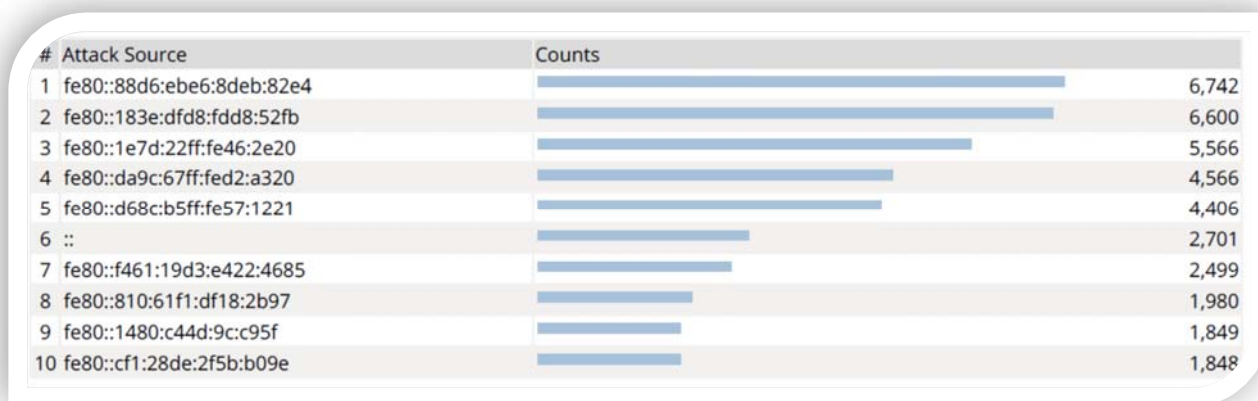 # Attack Source Counts
1 fe80::88d6:ebe6:8deb:82e4 6,742
2 fe80::183e:dfd8:fdd8:52fb 6,600
3 fe80::1e7d:22ff:fe46:2e20 5,566
4 fe80::da9c:67ff:fed2:a320 4,566
5 fe80::d68c:b5ff:fe57:1221 4,406
6 :: 2,701
7 fe80::f461:19d3:e422:4685 2,499
8 fe80::810:61f1:df18:2b97 1,980
9 fe80::1480:c44d:9c:c95f 1,849
10 fe80::cf1:28de:2f5b:b09e 1,848